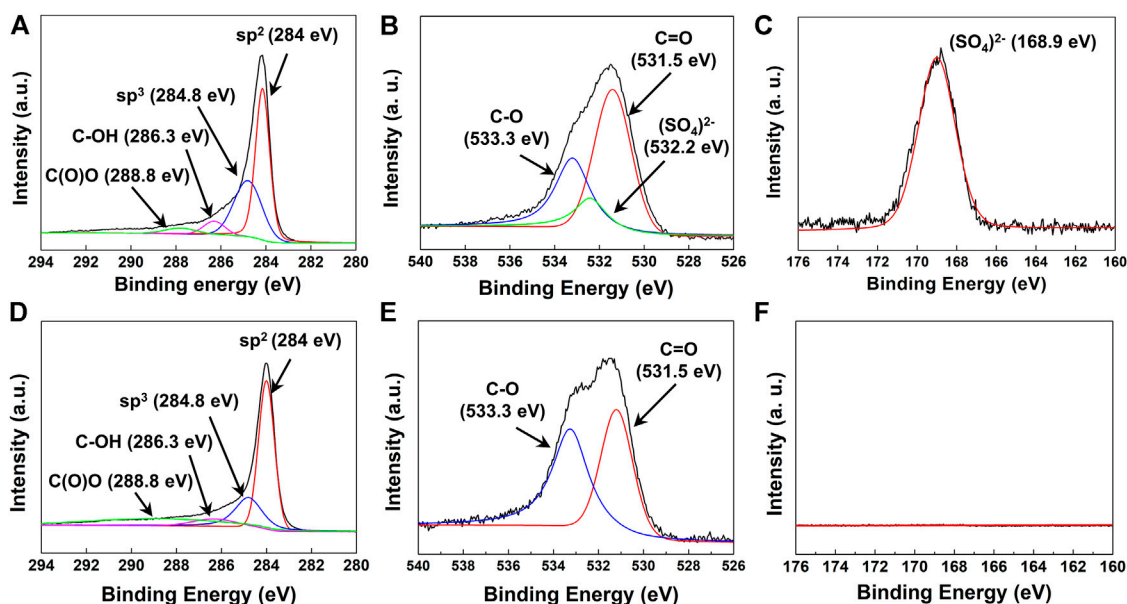 A
Intensity (a.u.)
sp² (284 eV)
sp³ (284.8 eV)
C-OH (286.3 eV)
C(O)O (288.8 eV)
294 292 290 288 286 284 282 280
Binding energy (eV)
B
Intensity (a. u.)
C=O
(531.5 eV)
C-O
(533.3 eV)
(SO₄)²⁻
(532.2 eV)
540 538 536 534 532 530 528 526
Binding Energy (eV)
C
Intensity (a. u.)
(SO₄)²⁻ (168.9 eV)
176 174 172 170 168 166 164 162 160
Binding Energy (eV)
D
Intensity (a.u.)
sp² (284 eV)
sp³ (284.8 eV)
C-OH (286.3 eV)
C(O)O (288.8 eV)
294 292 290 288 286 284 282 280
Binding Energy (eV)
E
Intensity (a.u.)
C=O
(531.5 eV)
C-O
(533.3 eV)
540 538 536 534 532 530 528 526
Binding Energy (eV)
F
Intensity (a. u.)
176 174 172 170 168 166 164 162 160
Binding Energy (eV)